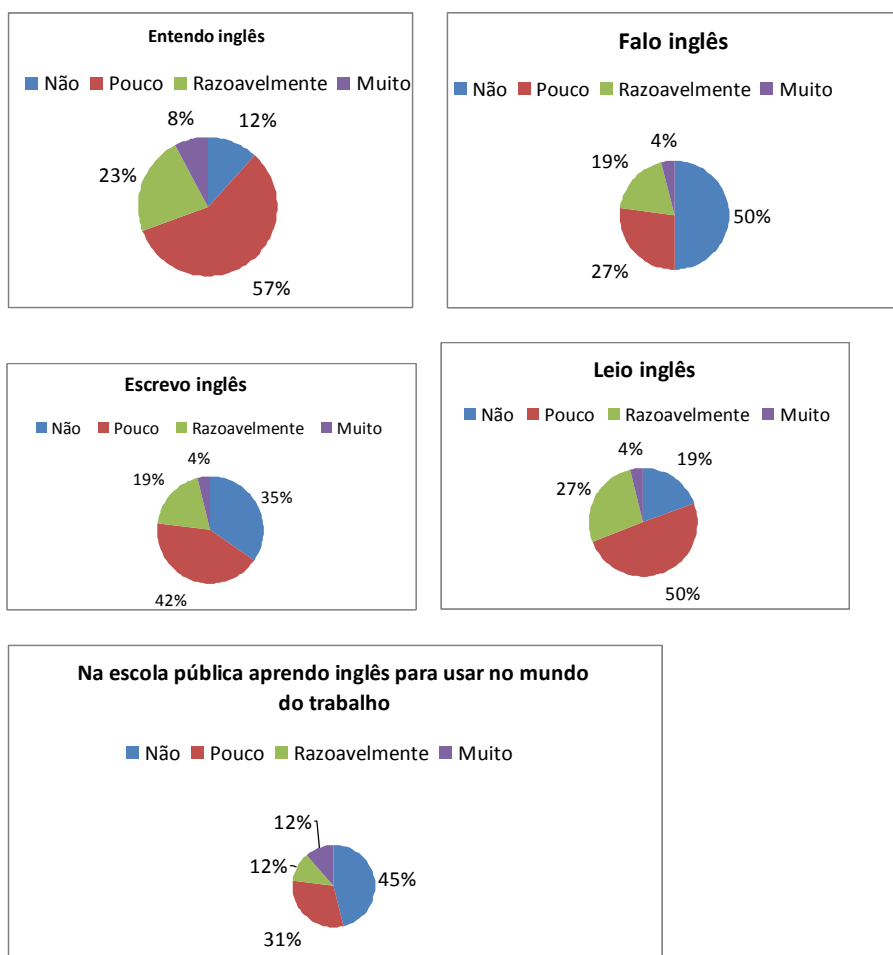 Entendo inglês
Não Pouco Razoavelmente Muito
8% 12%
23%
57%
Falo inglês
Não Pouco Razoavelmente Muito
4%
19%
50%
27%
Escrevo inglês
Não Pouco Razoavelmente Muito
4%
19% 35%
42%
Leio inglês
Não Pouco Razoavelmente Muito
4% 19%
27%
50%
Na escola pública aprendo inglês para usar no mundo
do trabalho
Não Pouco Razoavelmente Muito
12%
12% 45%
31%